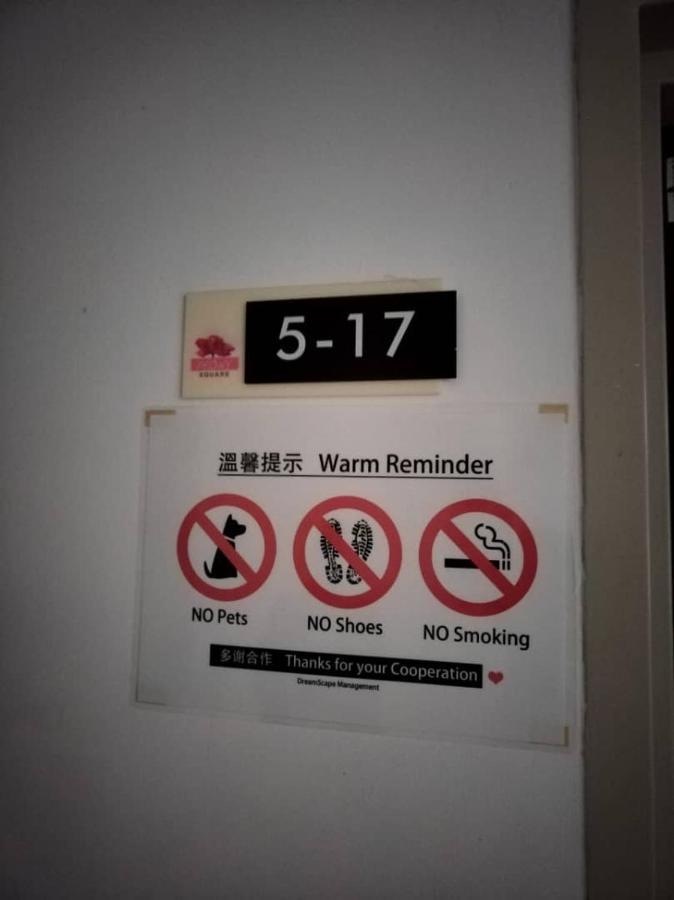 5-17
SQUARE
溫馨提示 Warm Reminder
NO Pets
NO Shoes
NO Smoking
多谢合作 Thanks for your Cooperation
DreamScape Management